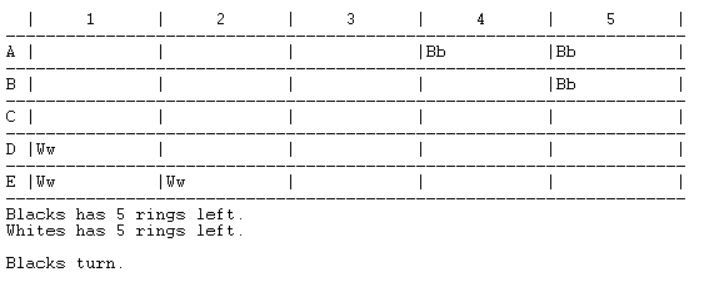 | 1 | 2 | 3 | 4 | 5 |
A | | | |Bb |Bb |
B | | | | |Bb |
C | | | | | |
D |Ww | | | | |
E |Ww |Ww | | | |
Blacks has 5 rings left.
Whites has 5 rings left.
Blacks turn.